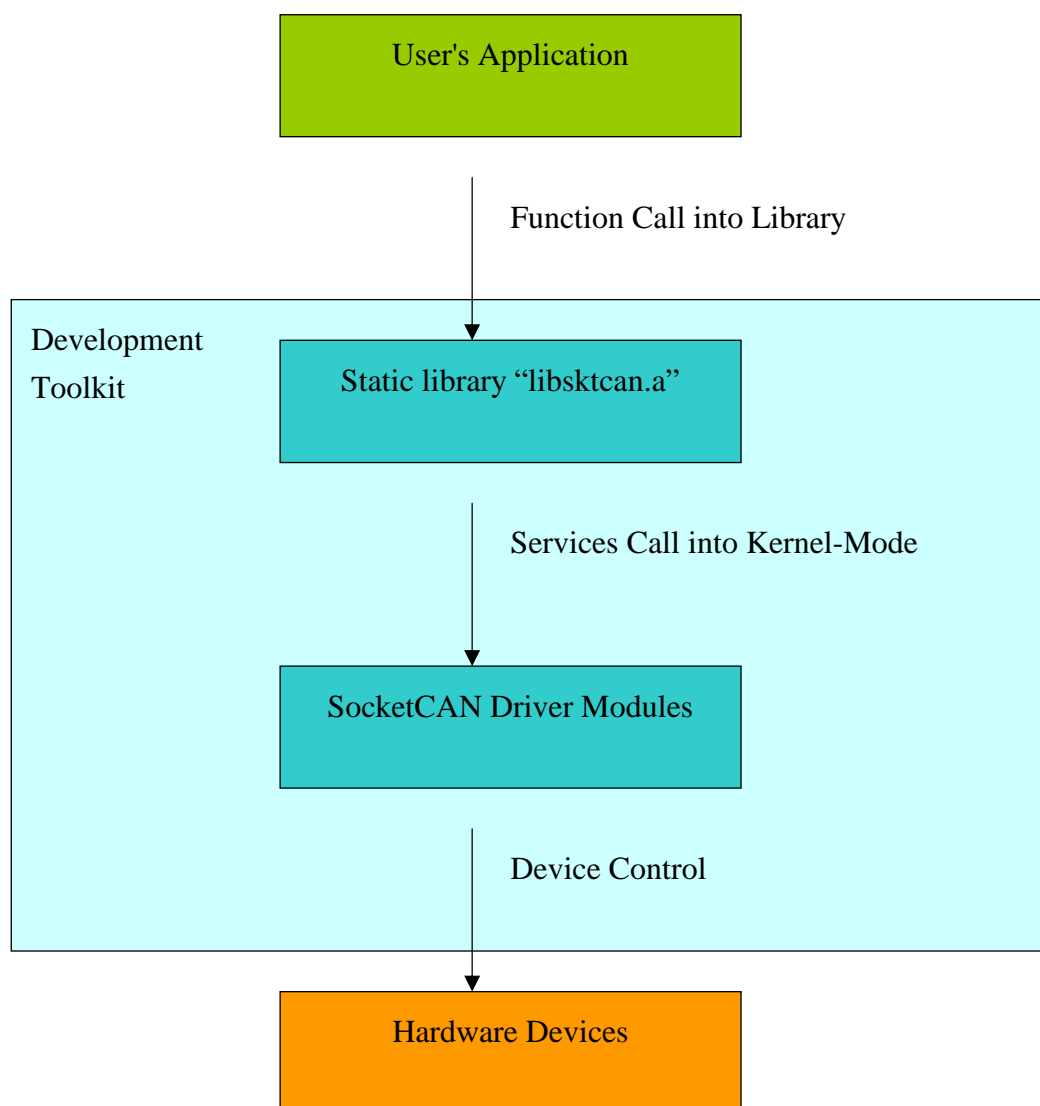 User's Application
Function Call into Library
Development
Toolkit
Static library “libsktcan.a”
Services Call into Kernel-Mode
SocketCAN Driver Modules
Device Control
Hardware Devices